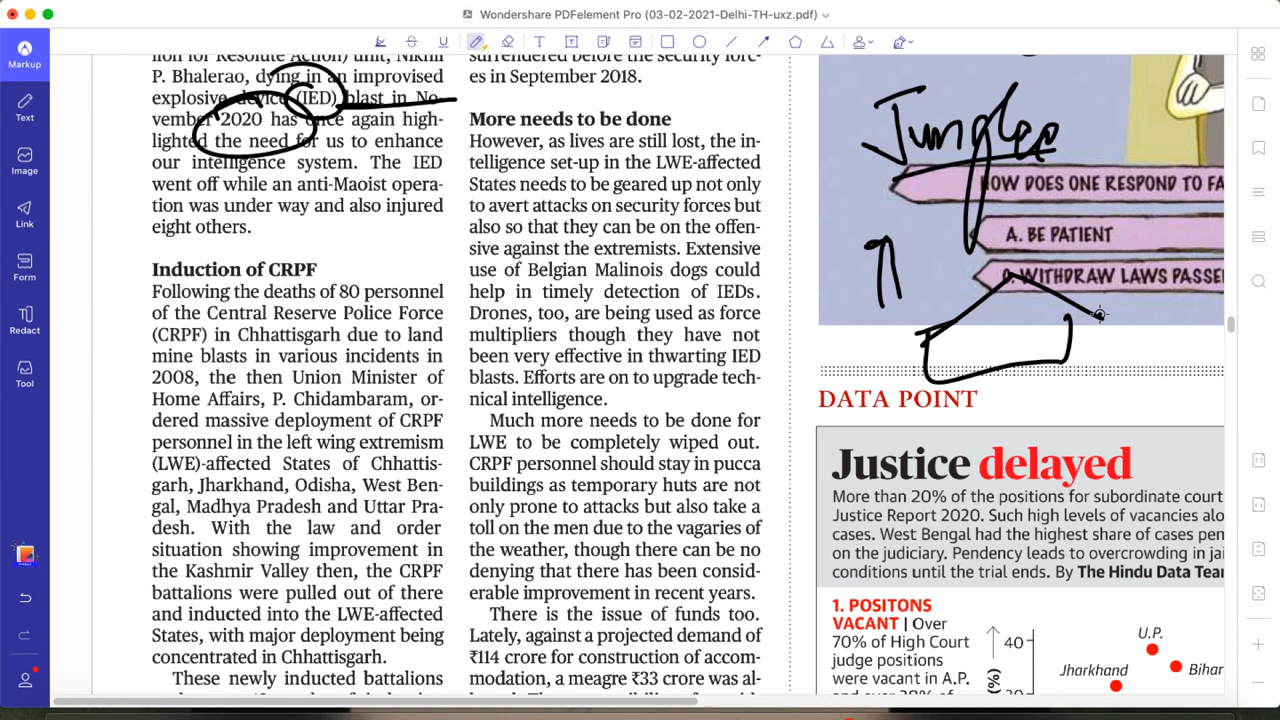 Wondershare PDFelement Pro (03-02-2021-Delhi-TH-uxz.pdf)
Markup
Text
Image
Link
Form
Redact
Tool
tion for Resolute Action) unit, Nikhil
P. Bhalerao, dying in an improvised
explosive device (IED) blast in No-
vember 2020 has once again high-
lighted the need for us to enhance
our intelligence system. The IED
went off while an anti-Maoist opera-
tion was under way and also injured
eight others.
Induction of CRPF
Following the deaths of 80 personnel
of the Central Reserve Police Force
(CRPF) in Chhattisgarh due to land
mine blasts in various incidents in
2008, the then Union Minister of
Home Affairs, P. Chidambaram, or-
dered massive deployment of CRPF
personnel in the left wing extremism
(LWE)-affected States of Chhattis-
garh, Jharkhand, Odisha, West Ben-
gal, Madhya Pradesh and Uttar Pra-
desh. With the law and order
situation showing improvement in
the Kashmir Valley then, the CRPF
battalions were pulled out of there
and inducted into the LWE-affected
States, with major deployment being
concentrated in Chhattisgarh.
These newly inducted battalions
surrendered before the security forc-
es in September 2018.
More needs to be done
However, as lives are still lost, the in-
telligence set-up in the LWE-affected
States needs to be geared up not only
to avert attacks on security forces but
also so that they can be on the offen-
sive against the extremists. Extensive
use of Belgian Malinois dogs could
help in timely detection of IEDs.
Drones, too, are being used as force
multipliers though they have not
been very effective in thwarting IED
blasts. Efforts are on to upgrade tech-
nical intelligence.
Much more needs to be done for
LWE to be completely wiped out.
CRPF personnel should stay in pucca
buildings as temporary huts are not
only prone to attacks but also take a
toll on the men due to the vagaries of
the weather, though there can be no
denying that there has been consid-
erable improvement in recent years.
There is the issue of funds too.
Lately, against a projected demand of
₹114 crore for construction of accom-
modation, a meagre ₹33 crore was al-
Junglee
HOW DOES ONE RESPOND TO FA
A. BE PATIENT
WITHDRAW LAWS PASSE
DATA POINT
Justice delayed
More than 20% of the positions for subordinate court
Justice Report 2020. Such high levels of vacancies alo
cases. West Bengal had the highest share of cases pen
on the judiciary. Pendency leads to overcrowding in jai
conditions until the trial ends. By The Hindu Data Tea
1. POSITONS
VACANT | Over
70% of High Court
judge positions
were vacant in A.P.
(%)
40
30
U.P.
Jharkhand
Bihar